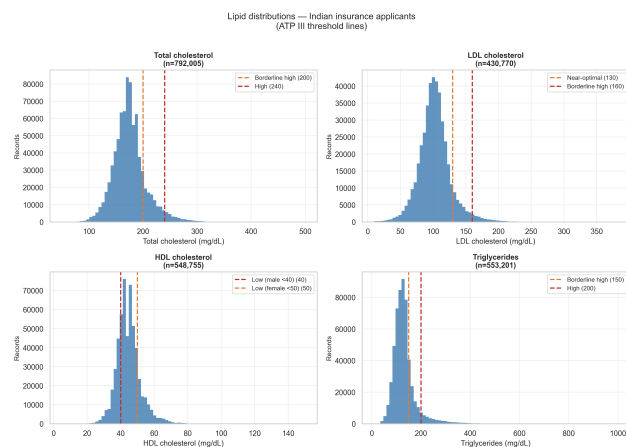 Lipid distributions — Indian insurance applicants
(ATP III threshold lines)
Total cholesterol
(n=792,005)
Borderline high (200)
High (240)
Records
80000
70000
60000
50000
40000
30000
20000
10000
0
100
200
300
400
500
Total cholesterol (mg/dL)
LDL cholesterol
(n=430,770)
Near-optimal (130)
Borderline high (160)
Records
40000
35000
30000
25000
20000
15000
10000
5000
0
0
50
100
150
200
250
300
350
LDL cholesterol (mg/dL)
HDL cholesterol
(n=548,755)
Low (male <40) (40)
Low (female <50) (50)
Records
70000
60000
50000
40000
30000
20000
10000
0
0
20
40
60
80
100
120
140
HDL cholesterol (mg/dL)
Triglycerides
(n=553,201)
Borderline high (150)
High (200)
Records
80000
60000
40000
20000
0
0
200
400
600
800
1000
Triglycerides (mg/dL)